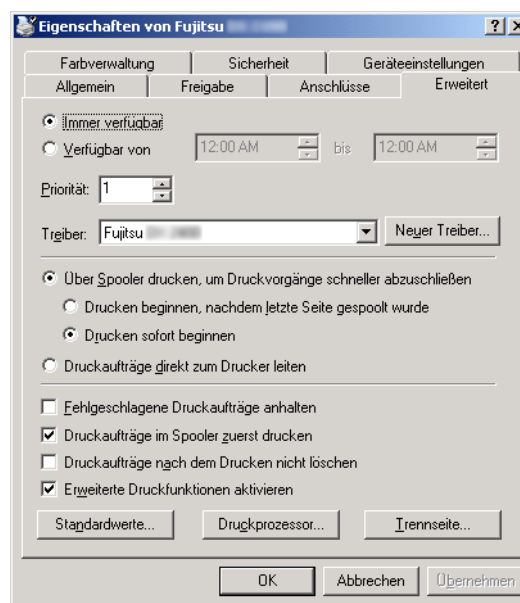 Eigenschaften von Fujitsu
Farbverwaltung Sicherheit Geräteeinstellungen
Allgemein Freigabe Anschlüsse Erweitert
Immer verfügbar
Verfügbar von 12:00 AM bis 12:00 AM
Priorität: 1
Treiber: Fujitsu Neuer Treiber...
Über Spooler drucken, um Druckvorgänge schneller abzuschließen
Drucken beginnen, nachdem letzte Seite gespoolt wurde
Drucken sofort beginnen
Druckaufträge direkt zum Drucker leiten
Fehlgeschlagene Druckaufträge anhalten
Druckaufträge im Spooler zuerst drucken
Druckaufträge nach dem Drucken nicht löschen
Erweiterte Druckfunktionen aktivieren
Standardwerte... Druckprozessor... Trennseite...
OK Abbrechen Übernehmen